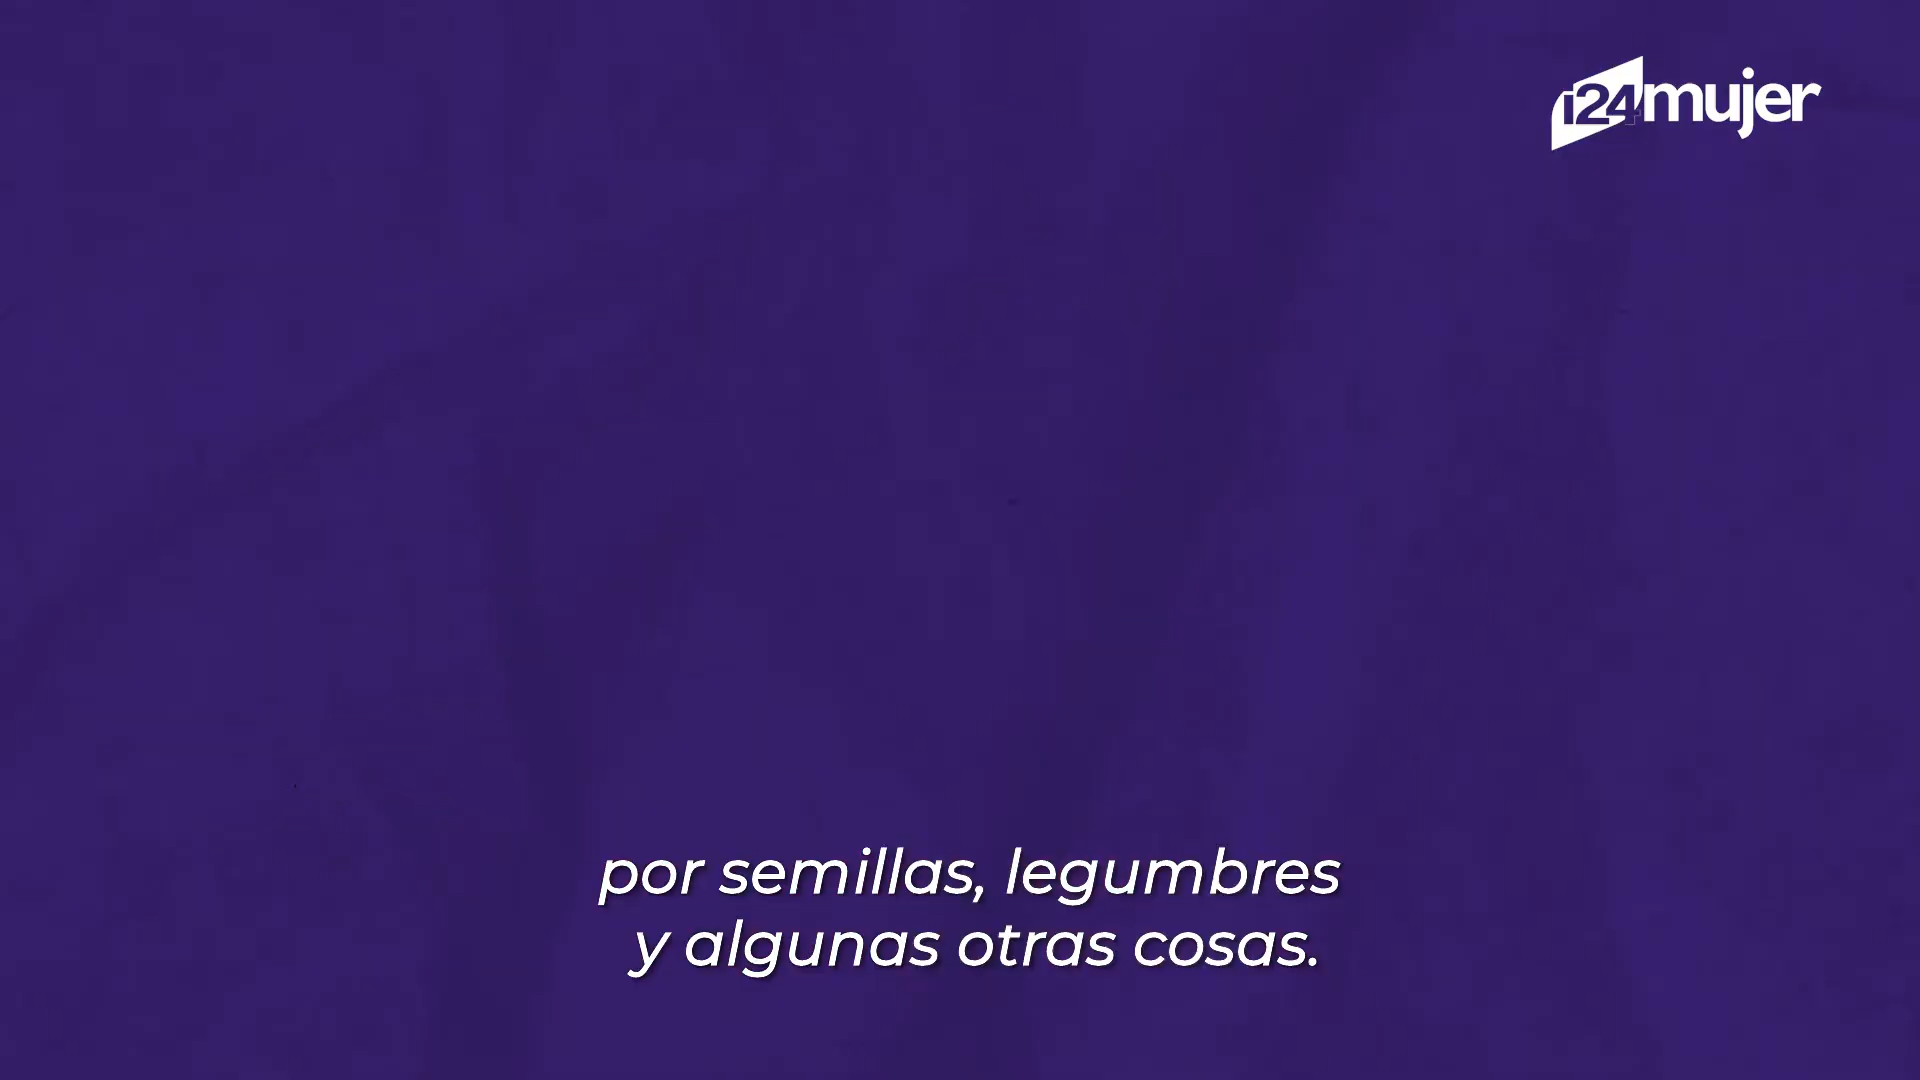 i24mujer
por semillas, legumbres
y algunas otras cosas.